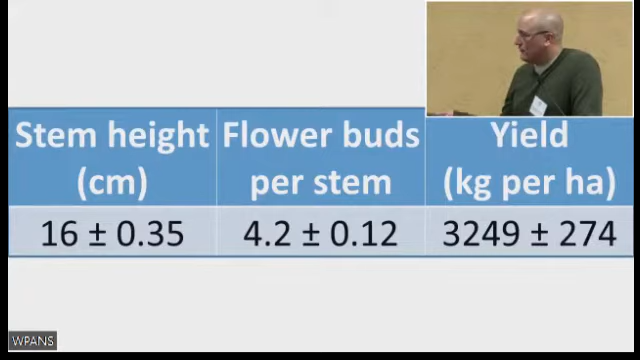 Stem height
(cm)
Flower buds
per stem
Yield
(kg per ha)
16 ± 0.35
4.2 ± 0.12
3249 ± 274
WPANS